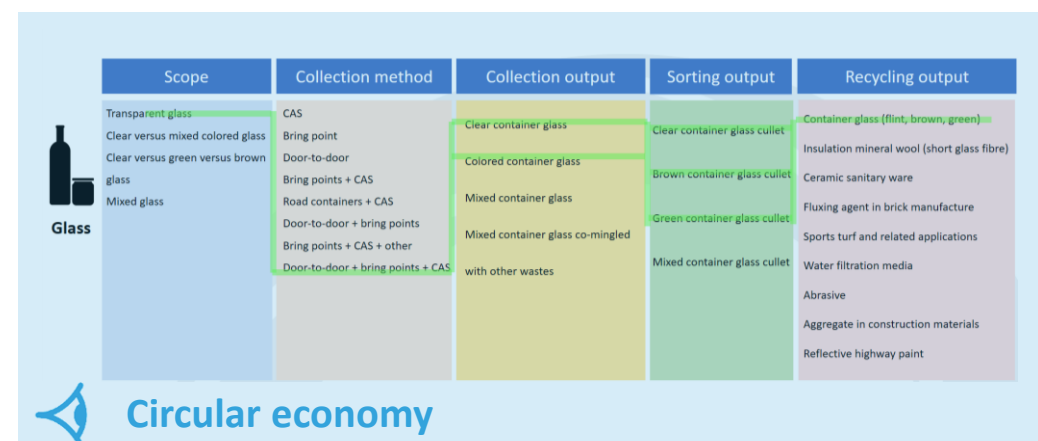 Scope
Collection method
Collection output
Sorting output
Recycling output
Glass
Transparent glass
Clear versus mixed colored glass
Clear versus green versus brown
glass
Mixed glass
CAS
Bring point
Door-to-door
Bring points + CAS
Road containers + CAS
Door-to-door + bring points
Bring points + CAS + other
Door-to-door + bring points + CAS
Clear container glass
Colored container glass
Mixed container glass
Mixed container glass co-mingled
with other wastes
Clear container glass cullet
Brown container glass cullet
Green container glass cullet
Mixed container glass cullet
Container glass (flint, brown, green)
Insulation mineral wool (short glass fibre)
Ceramic sanitary ware
Fluxing agent in brick manufacture
Sports turf and related applications
Water filtration media
Abrasive
Aggregate in construction materials
Reflective highway paint
Circular economy